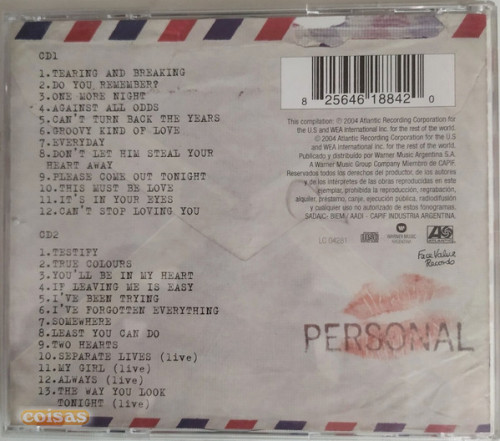 CD1
1.TEARING AND BREAKING
2.DO YOU REMEMBER?
3.ONE MORE NIGHT
4.AGAINST ALL ODDS
5.CAN'T TURN BACK THE YEARS
6.GROOVY KIND OF LOVE
7.EVERYDAY
8.DON'T LET HIM STEAL YOUR
HEART AWAY
9.PLEASE COME OUT TONIGHT
10.THIS MUST BE LOVE
11.IT'S IN YOUR EYES
12.CAN'T STOP LOVING YOU
CD2
1.TESTIFY
2.TRUE COLOURS
3.YOU'LL BE IN MY HEART
4.IF LEAVING ME IS EASY
5.I'VE BEEN TRYING
6.I'VE FORGOTTEN EVERYTHING
7.SOMEWHERE
8.LEAST YOU CAN DO
9.TWO HEARTS
10.SEPARATE LIVES (live)
11.MY GIRL (live)
12.ALWAYS (live)
13.THE WAY YOU LOOK
TONIGHT (live)
coisas
8 25646 18842 0
This compilation: ℗ 2004 Atlantic Recording Corporation for
the U.S and WEA International Inc. for the rest of the world.
© 2004 Atlantic Recording Corporation for the U.S
and WEA International Inc. for the rest of the world.
Publicado y distribuido por Warner Music Argentina S.A.
A Warner Music Group Company Miembro de CAPIF.
Reservados todos los derechos del productor, de los autores
y de los intérpretes de las obras reproducidas en este
ejemplar, prohibida la reproducción, regrabación,
alquiler, préstamo, canje, ejecución pública, radiodifusión
y cualquier uso no autorizado de estos fonogramas.
SADAIC- BIEM / AADI - CAPIF INDUSTRIA ARGENTINA.
WARNER MUSIC
ATLANTIC
Face Value
Records
PERSONAL